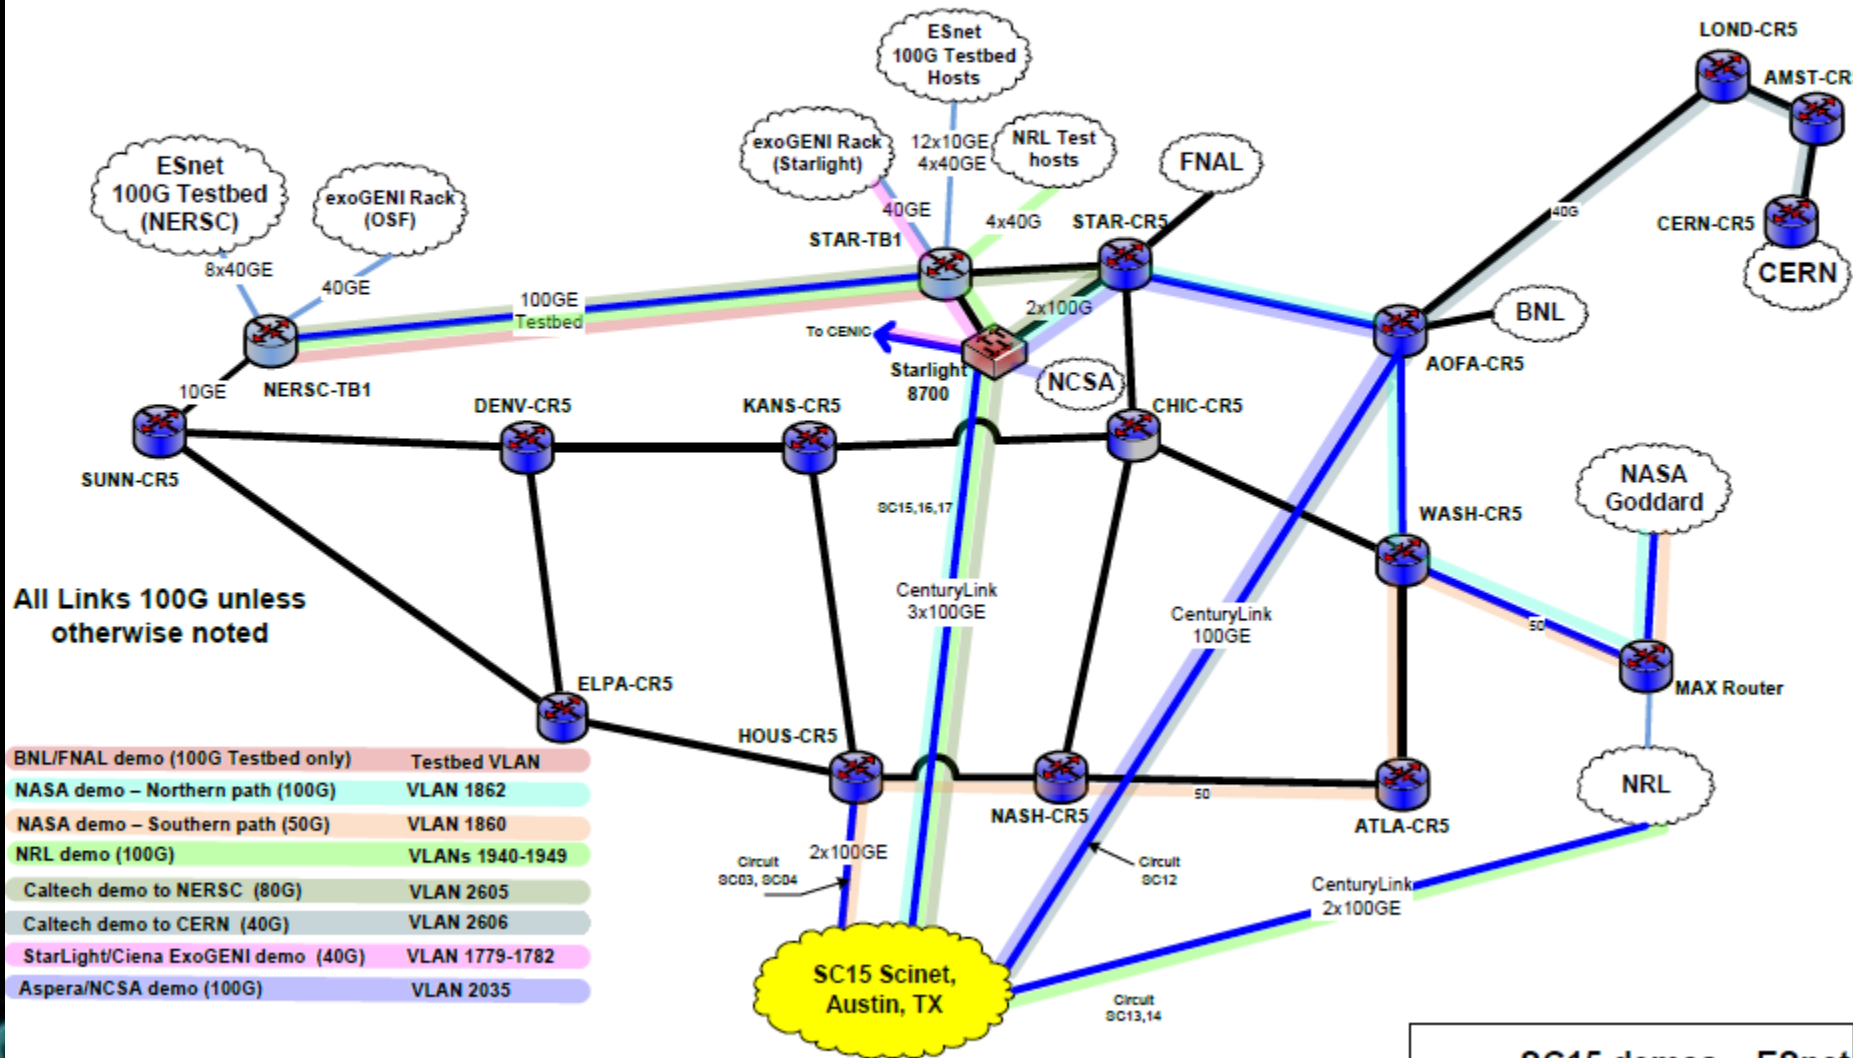 LOND-CR5
AMST-CR
ESnet
100G Testbed
Hosts
exoGENI Rack
(Starlight)
12x10GE
4x40GE
NRL Test
hosts
FNAL
ESnet
100G Testbed
(NERSC)
exoGENI Rack
(OSF)
40GE
4x40G
STAR-TB1
STAR-CR5
40G
CERN-CR5
CERN
8x40GE
40GE
100GE
Testbed
2x100G
BNL
To CENIC
Starlight
8700
NCSA
AOFA-CR5
NERSC-TB1
10GE
SUNN-CR5
DENV-CR5
KANS-CR5
CHIC-CR5
NASA
Goddard
SC15,16,17
WASH-CR5
All Links 100G unless
otherwise noted
CenturyLink
3x100GE
CenturyLink
100GE
50
MAX Router
ELPA-CR5
HOUS-CR5
NASH-CR5
50
ATLA-CR5
NRL
BNL/FNAL demo (100G Testbed only) Testbed VLAN
NASA demo – Northern path (100G) VLAN 1862
NASA demo – Southern path (50G) VLAN 1860
NRL demo (100G) VLANs 1940-1949
Caltech demo to NERSC (80G) VLAN 2605
Caltech demo to CERN (40G) VLAN 2606
StarLight/Ciena ExoGENI demo (40G) VLAN 1779-1782
Aspera/NCSA demo (100G) VLAN 2035
2x100GE
Circuit
SC03, SC04
Circuit
SC12
CenturyLink
2x100GE
SC15 Scinet,
Austin, TX
Circuit
SC13,14
SC15 demos – ESnet